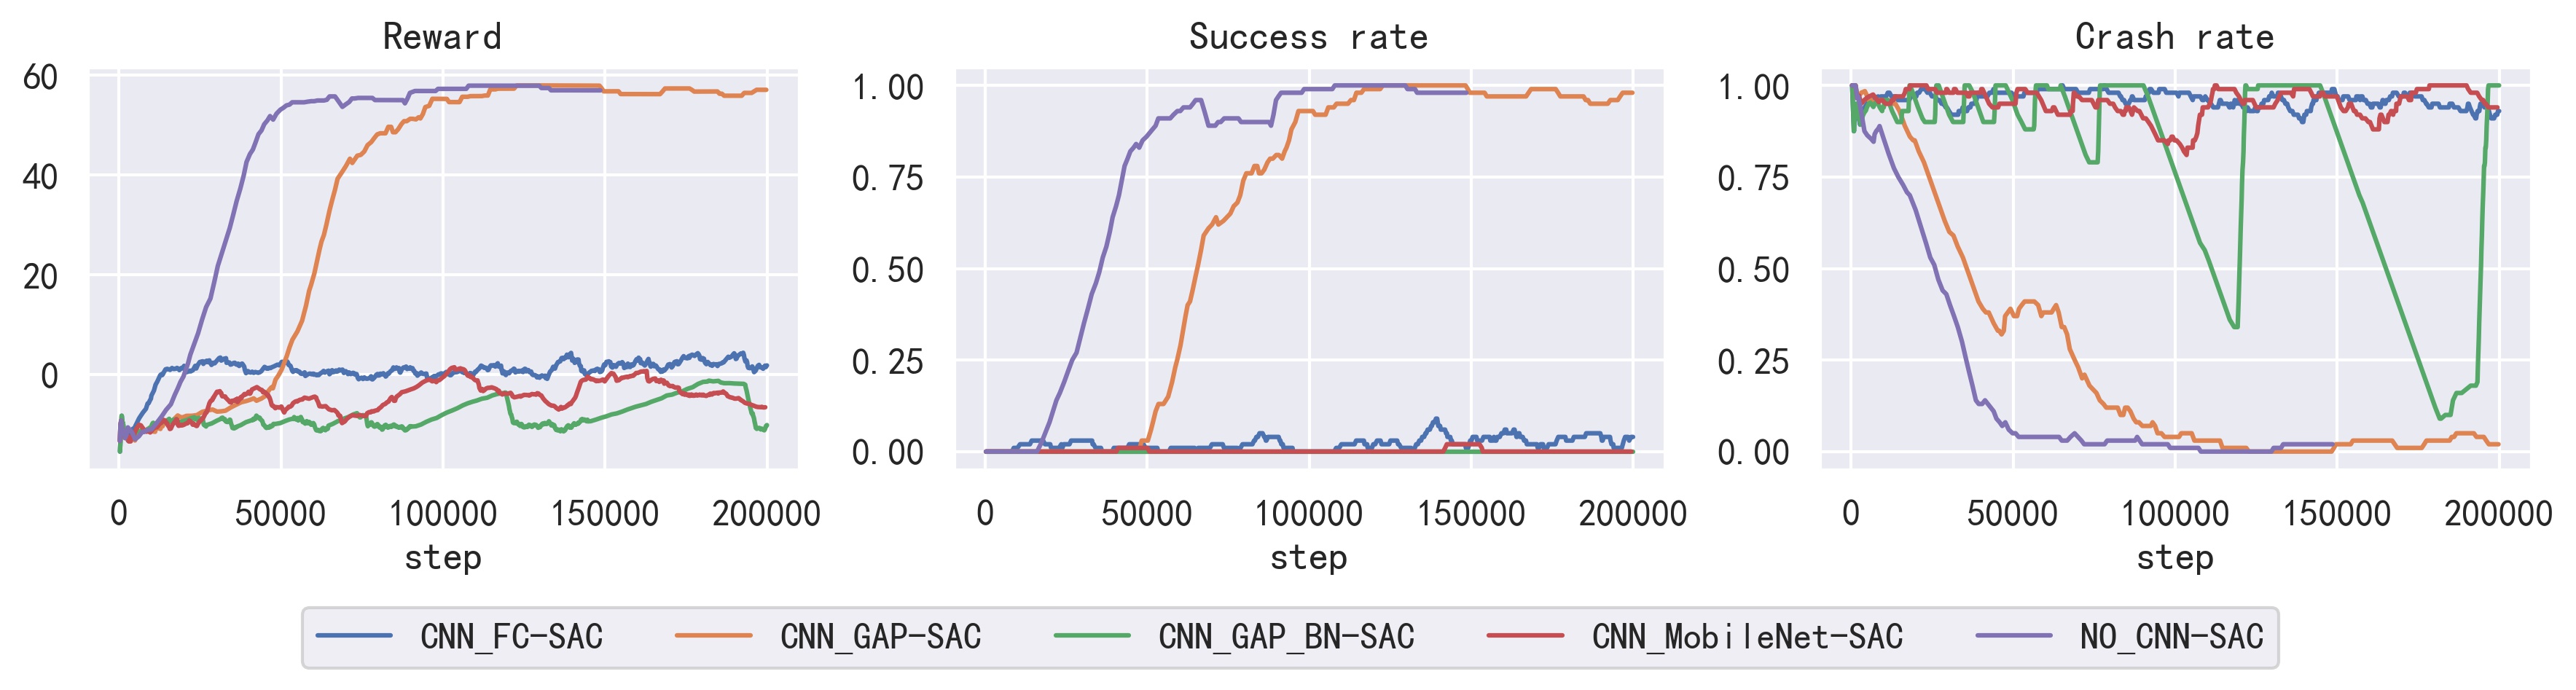 Reward
60
40
20
0
0 50000 100000 150000 200000
step
Success rate
1.00
0.75
0.50
0.25
0.00
0 50000 100000 150000 200000
step
Crash rate
1.00
0.75
0.50
0.25
0.00
0 50000 100000 150000 200000
step
CNN_FC-SAC CNN_GAP-SAC CNN_GAP_BN-SAC CNN_MobileNet-SAC NO_CNN-SAC